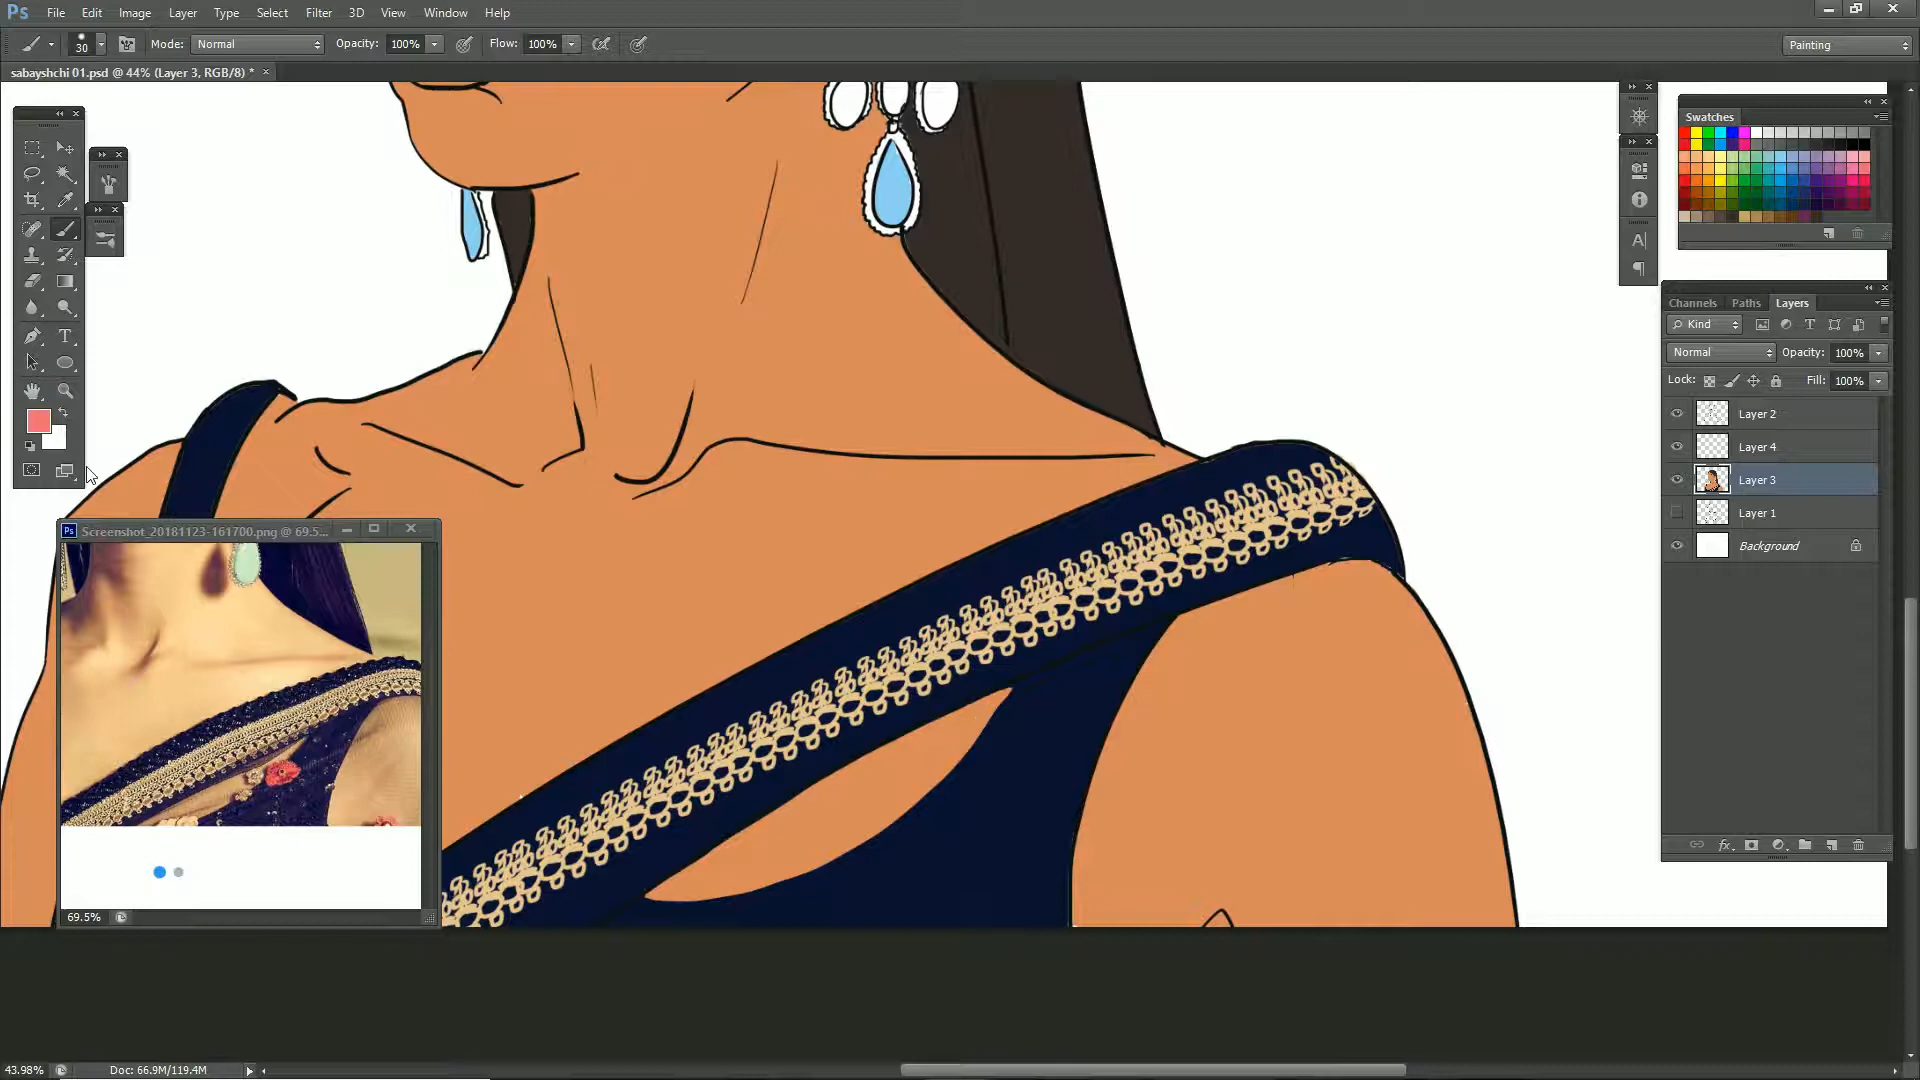 Ps File Edit Image Layer Type Select Filter 3D View Window Help
30 Mode: Normal Opacity: 100% Flow: 100% Painting
sabayshchi 01.psd @ 44% (Layer 3, RGB/8) * ×
Swatches
Channels Paths Layers
Kind
Normal Opacity: 100%
Lock: Fill: 100%
Layer 2
Layer 4
Layer 3
Layer 1
Background
fx
Ps Screenshot_20181123-161700.png @ 69.5...
69.5%
43.98% Doc: 66.9M/119.4M